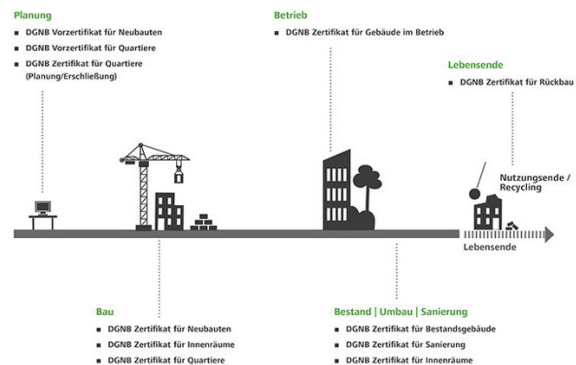 Planung
▪ DGNB Vorzertifikat für Neubauten
▪ DGNB Vorzertifikat für Quartiere
▪ DGNB Zertifikat für Quartiere
(Planung/Erschließung)
Betrieb
▪ DGNB Zertifikat für Gebäude im Betrieb
Lebensende
▪ DGNB Zertifikat für Rückbau
Nutzungsende /
Recycling
Lebensende
Bau
▪ DGNB Zertifikat für Neubauten
▪ DGNB Zertifikat für Innenräume
▪ DGNB Zertifikat für Quartiere
Bestand | Umbau | Sanierung
▪ DGNB Zertifikat für Bestandsgebäude
▪ DGNB Zertifikat für Sanierung
▪ DGNB Zertifikat für Innenräume